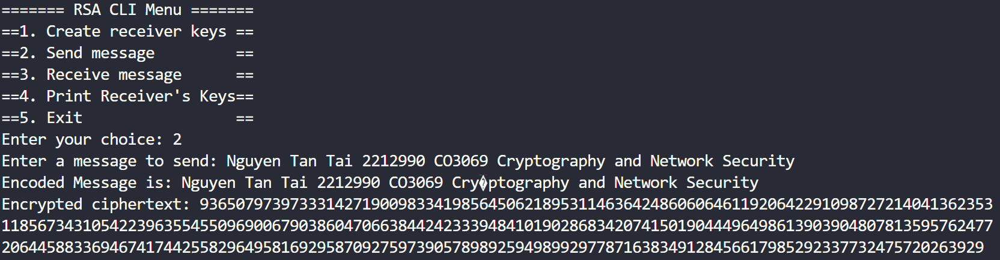 ======= RSA CLI Menu =======
==1. Create receiver keys ==
==2. Send message         ==
==3. Receive message      ==
==4. Print Receiver's Keys==
==5. Exit                 ==
Enter your choice: 2
Enter a message to send: Nguyen Tan Tai 2212990 CO3069 Cryptography and Network Security
Encoded Message is: Nguyen Tan Tai 2212990 CO3069 Cry�ptography and Network Security
Encrypted ciphertext: 9365079739733314271900983341985645062189531146364248606064611920642291098727214041362353
11856734310542239635545509690067903860470663844242333948410190286834207415019044496498613903904807813595762477
2064458833694674174425582964958169295870927597390578989259498992977871638349128456617985292337732475720263929